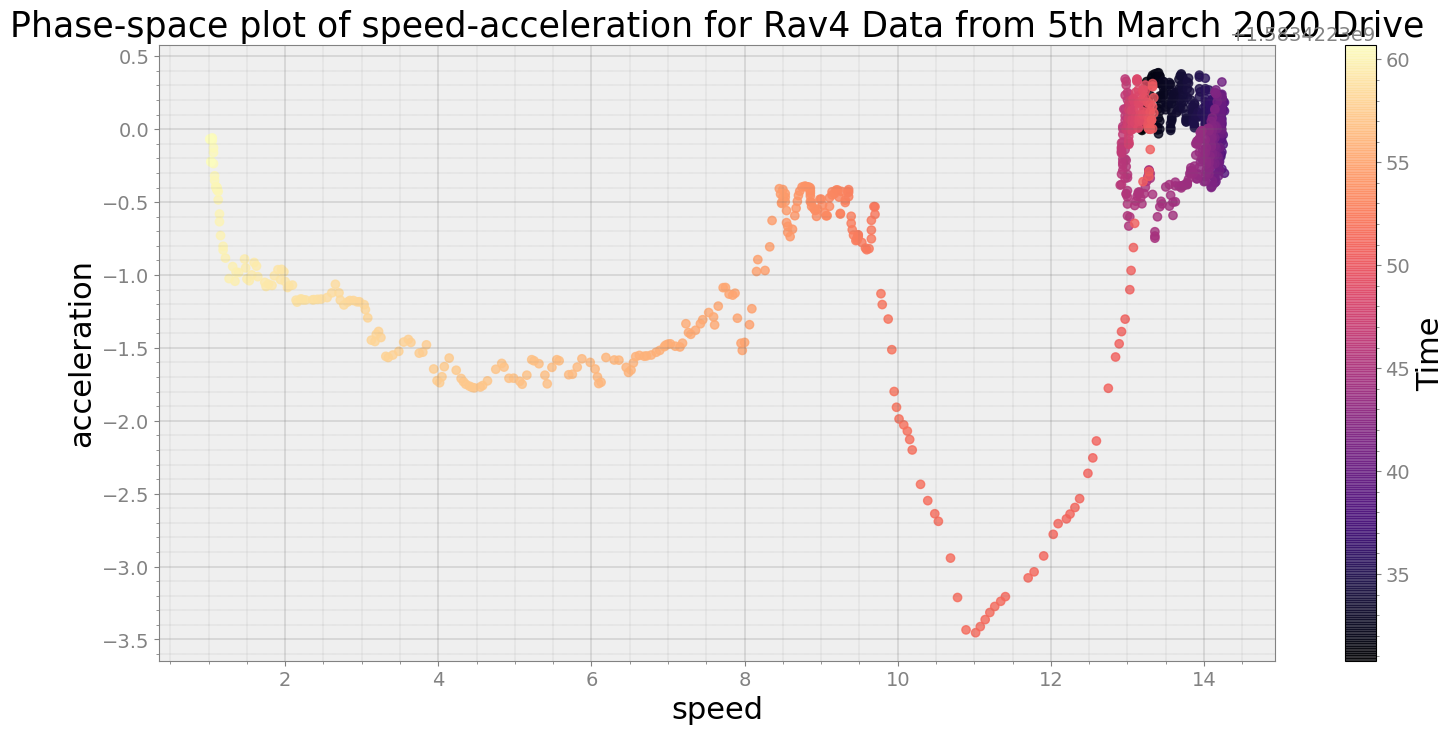 Phase-space plot of speed-acceleration for Rav4 Data from 5th March 2020 Drive
+1.5834223e9
0.5
0.0
−0.5
−1.0
−1.5
−2.0
−2.5
−3.0
−3.5
acceleration
2 4 6 8 10 12 14
speed
60
55
50
45
40
35
Time